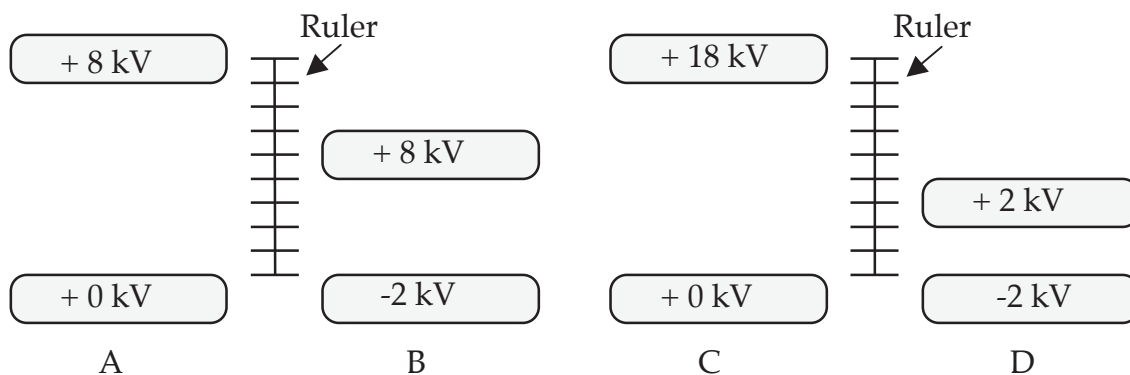 Ruler
Ruler
+ 8 kV
+ 18 kV
+ 8 kV
+ 2 kV
+ 0 kV
-2 kV
+ 0 kV
-2 kV
A
B
C
D